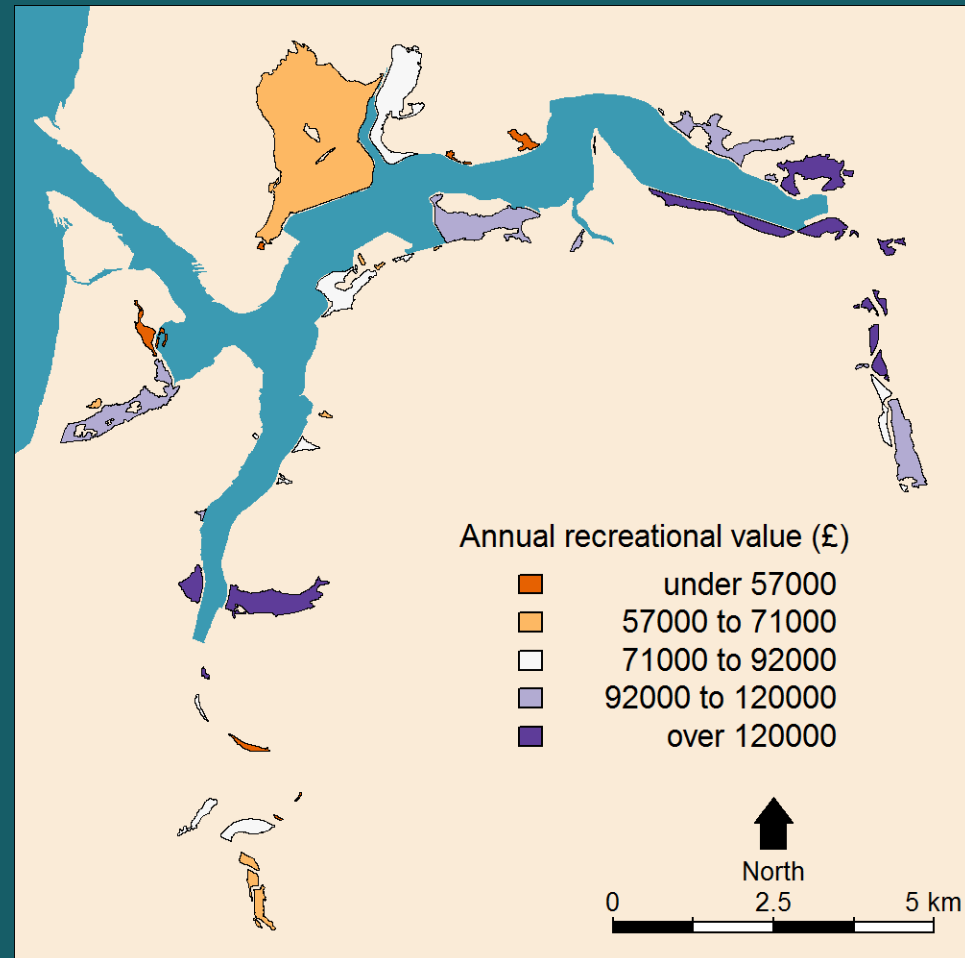 Annual recreational value (£)
under 57000
57000 to 71000
71000 to 92000
92000 to 120000
over 120000
North
0 2.5 5 km